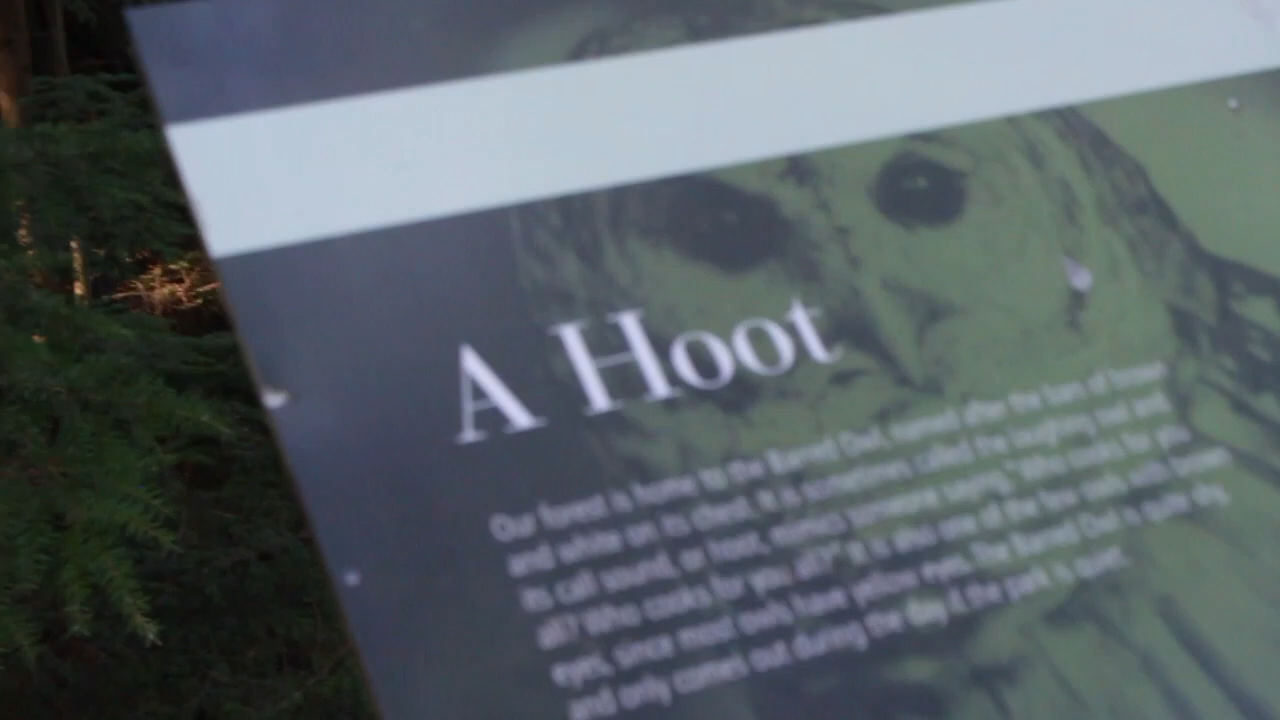 A Hoot
Our forest is home to the Barred Owl, named after the bars of brown
and white on its chest. It is sometimes called the laughing owl and
its call sound, or hoot, mimics someone saying, "Who cooks for you
all? Who cooks for you all?" It is also one of the few owls with brown
eyes, since most owls have yellow eyes. The Barred Owl is quite shy,
and only comes out during the day if the park is quiet.